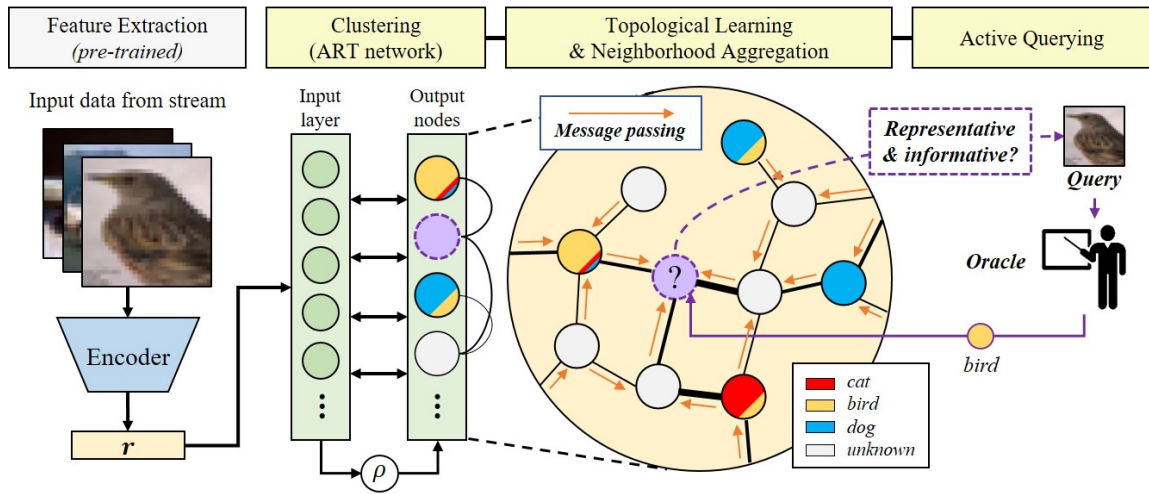 Feature Extraction
(pre-trained)
Clustering
(ART network)
Topological Learning
& Neighborhood Aggregation
Active Querying
Input data from stream
Input
layer
Output
nodes
Message passing
Representative
& informative?
Query
Oracle
?
Encoder
bird
r
ρ
cat
bird
dog
unknown